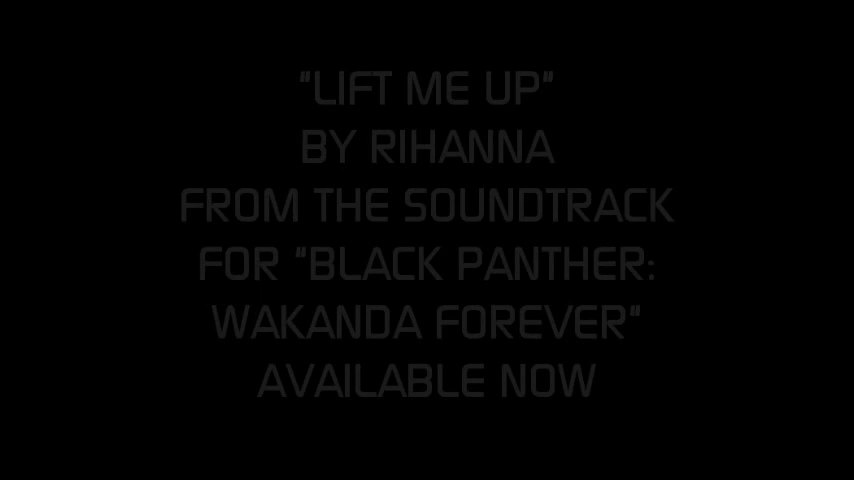 "LIFT ME UP"
BY RIHANNA
FROM THE SOUNDTRACK
FOR "BLACK PANTHER:
WAKANDA FOREVER"
AVAILABLE NOW